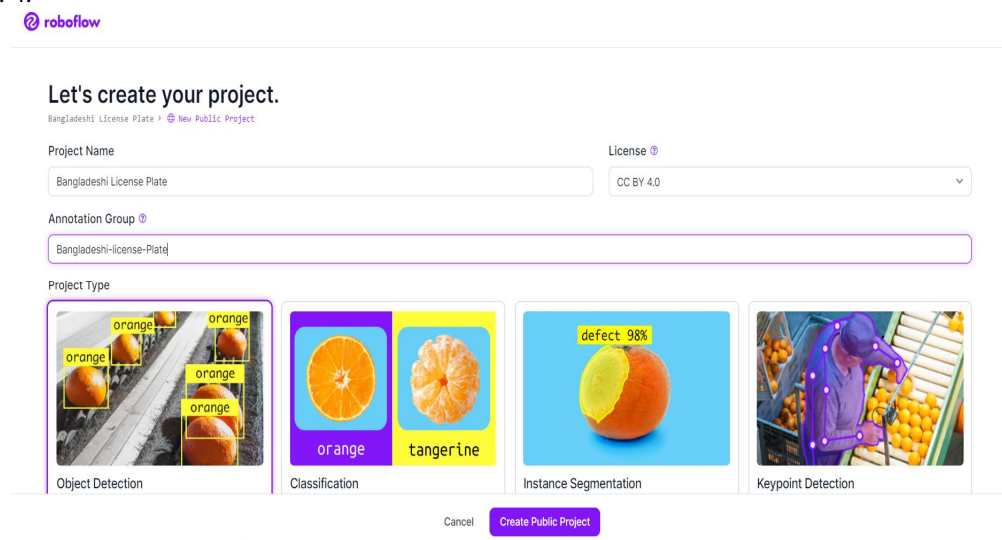 roboflow
Let's create your project.
Bangladeshi License Plate > New Public Project
Project Name
License
Bangladeshi License Plate
CC BY 4.0
Annotation Group
Bangladeshi-license-Plate
Project Type
orange
orange
orange
orange
orange
orange
tangerine
defect 98%
Object Detection
Classification
Instance Segmentation
Keypoint Detection
Cancel
Create Public Project